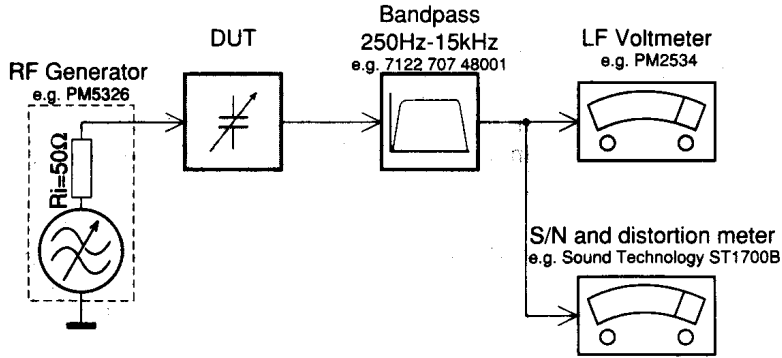 RF Generator
e.g. PM5326
Ri=50Ω
DUT
Bandpass
250Hz-15kHz
e.g. 7122 707 48001
LF Voltmeter
e.g. PM2534
S/N and distortion meter
e.g. Sound Technology ST1700B